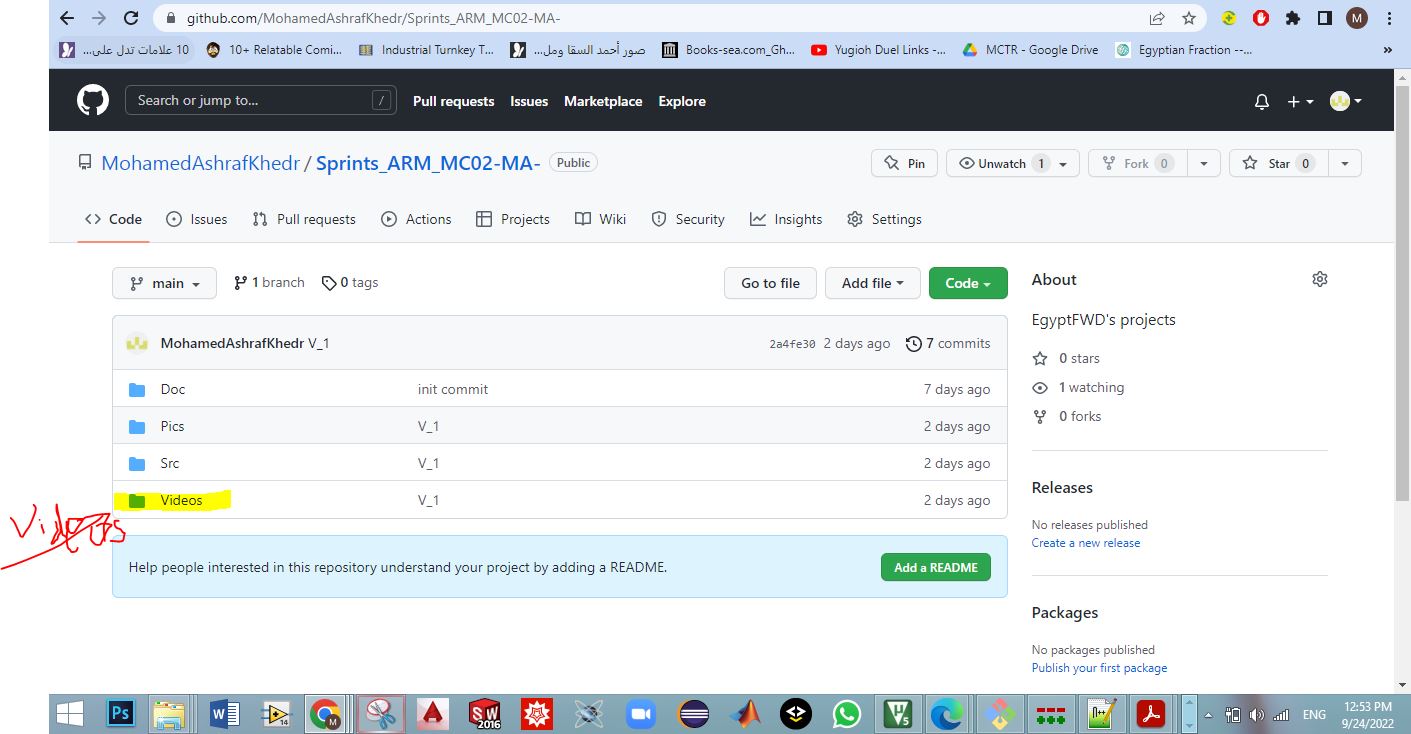 github.com/MohamedAshrafKhedr/Sprints_ARM_MC02-MA-
M
10 علامات تدل على...
10+ Relatable Comi...
Industrial Turnkey T...
صور أحمد السقا ومل...
Books-sea.com_Gh...
Yugioh Duel Links -...
MCTR - Google Drive
Egyptian Fraction --...
»
Search or jump to... /
Pull requests Issues Marketplace Explore
MohamedAshrafKhedr / Sprints_ARM_MC02-MA- Public
Pin
Unwatch 1
Fork 0
Star 0
Code Issues Pull requests Actions Projects Wiki Security Insights Settings
main 1 branch 0 tags
Go to file Add file Code
MohamedAshrafKhedr V_1 2a4fe30 2 days ago 7 commits
Doc init commit 7 days ago
Pics V_1 2 days ago
Src V_1 2 days ago
Videos V_1 2 days ago
Videos
Help people interested in this repository understand your project by adding a README. Add a README
About
EgyptFWD's projects
0 stars
1 watching
0 forks
Releases
No releases published
Create a new release
Packages
No packages published
Publish your first package
Ps
W
14
M
A
SW
2016
V5
ENG
12:53 PM
9/24/2022